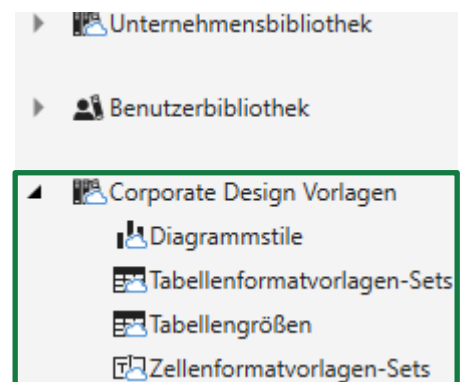 Unternehmensbibliothek
Benutzerbibliothek
Corporate Design Vorlagen
Diagrammstile
Tabellenformatvorlagen-Sets
Tabellengrößen
Zellenformatvorlagen-Sets